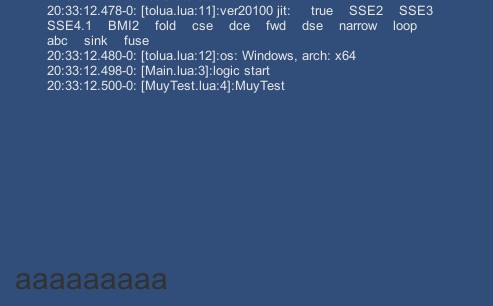 20:33:12.478-0: [tolua.lua:11]:ver20100 jit: true SSE2 SSE3
SSE4.1 BMI2 fold cse dce fwd dse narrow loop
abc sink fuse
20:33:12.480-0: [tolua.lua:12]:os: Windows, arch: x64
20:33:12.498-0: [Main.lua:3]:logic start
20:33:12.500-0: [MuyTest.lua:4]:MuyTest
aaaaaaaaa